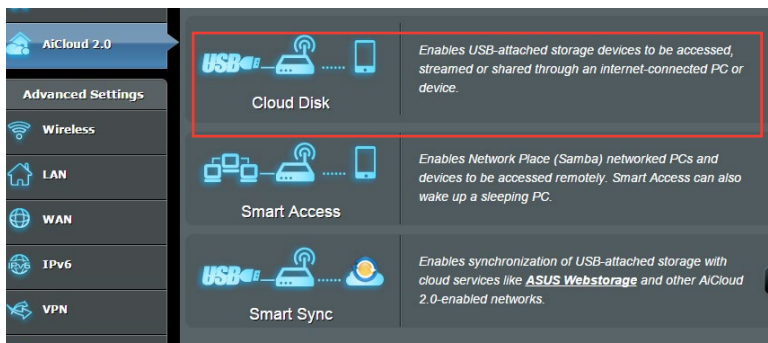 AiCloud 2.0
Advanced Settings
Wireless
LAN
WAN
IPv6
IPv6
VPN
USB
Cloud Disk
Enables USB-attached storage devices to be accessed,
streamed or shared through an internet-connected PC or
device.
Smart Access
Enables Network Place (Samba) networked PCs and
devices to be accessed remotely. Smart Access can also
wake up a sleeping PC.
USB
Smart Sync
Enables synchronization of USB-attached storage with
cloud services like ASUS Webstorage and other AiCloud
2.0-enabled networks.